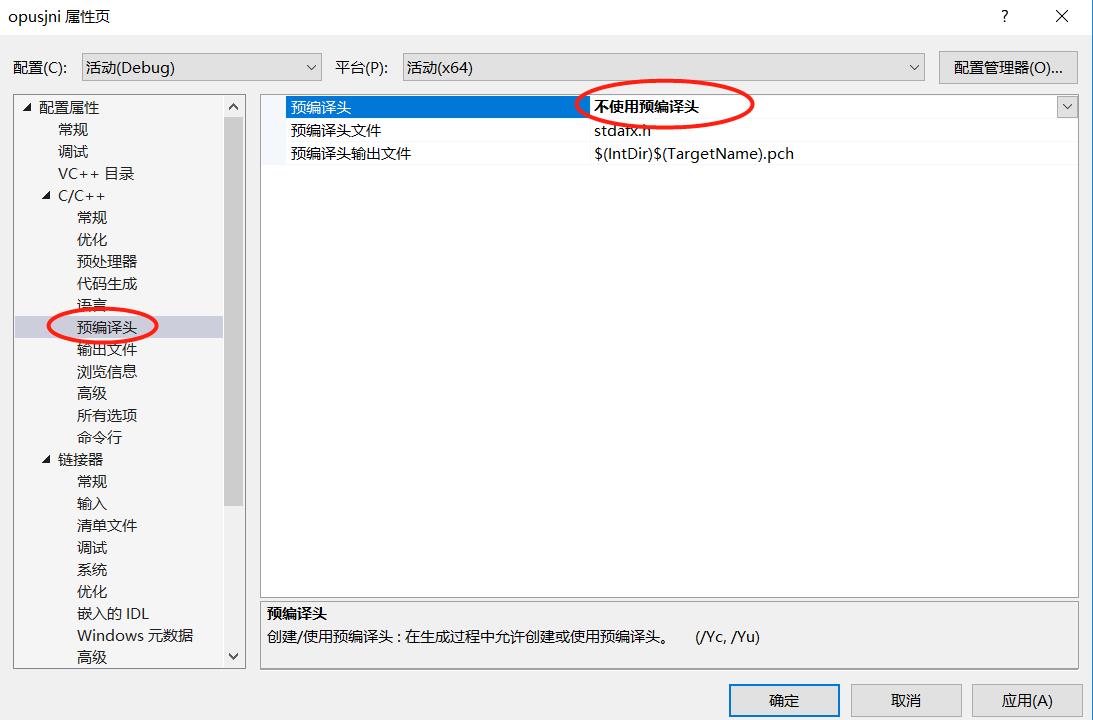 opusjni 属性页
?
配置(C):
活动(Debug)
平台(P):
活动(x64)
配置管理器(O)...
配置属性
常规
调试
VC++ 目录
C/C++
常规
优化
预处理器
代码生成
语言
预编译头
输出文件
浏览信息
高级
所有选项
命令行
链接器
常规
输入
清单文件
调试
系统
优化
嵌入的 IDL
Windows 元数据
高级
预编译头 不使用预编译头
预编译头文件 stdafx.h
预编译头输出文件 $(IntDir)$(TargetName).pch
预编译头
创建/使用预编译头 : 在生成过程中允许创建或使用预编译头。 (/Yc, /Yu)
确定
取消
应用(A)